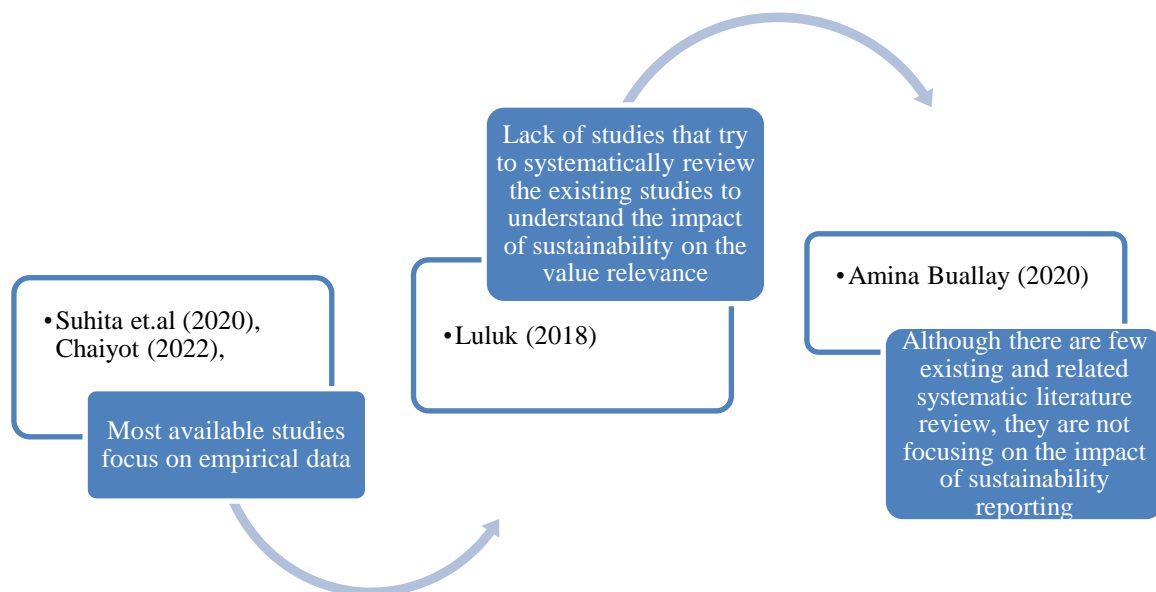 •Suhita et.al (2020),
Chaiyot (2022),
Most available studies
focus on empirical data
Lack of studies that try
to systematically review
the existing studies to
understand the impact
of sustainability on the
value relevance
•Luluk (2018)
•Amina Buallay (2020)
Although there are few
existing and related
systematic literature
review, they are not
focusing on the impact
of sustainability
reporting